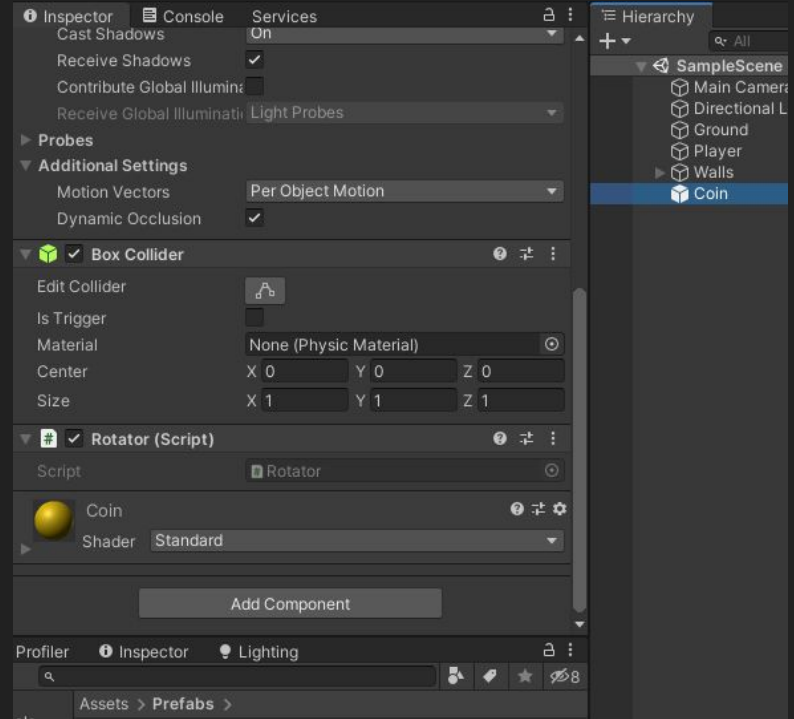 Inspector Console Services
Cast Shadows On
Receive Shadows
Contribute Global Illumina
Receive Global Illuminati Light Probes
Probes
Additional Settings
Motion Vectors Per Object Motion
Dynamic Occlusion
Box Collider
Edit Collider
Is Trigger
Material None (Physic Material)
Center X 0 Y 0 Z 0
Size X 1 Y 1 Z 1
# Rotator (Script)
Script # Rotator
Coin
Shader Standard
Add Component
Profiler Inspector Lighting
8
Assets > Prefabs >
Hierarchy
+ All
SampleScene
Main Camera
Directional L
Ground
Player
Walls
Coin